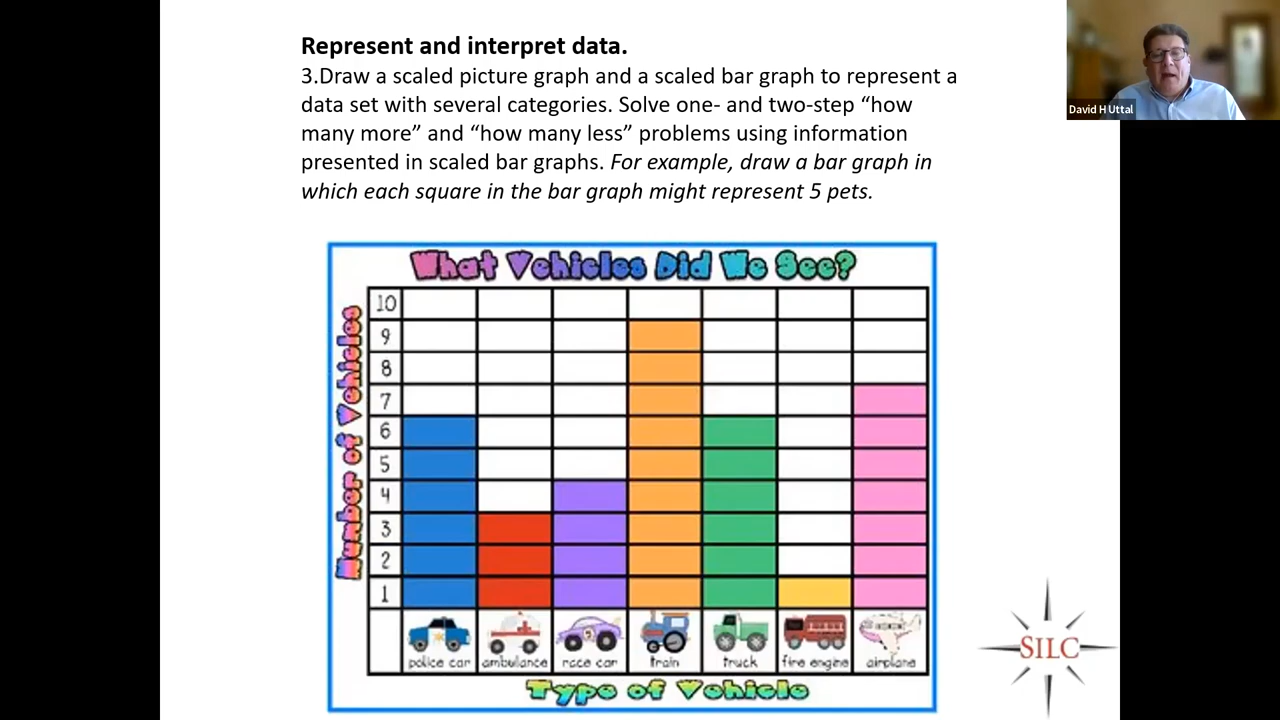 Represent and interpret data.
3.Draw a scaled picture graph and a scaled bar graph to represent a
data set with several categories. Solve one- and two-step “how
many more” and “how many less” problems using information
presented in scaled bar graphs. For example, draw a bar graph in
which each square in the bar graph might represent 5 pets.
David H Uttal
What Vehicles Did We See?
Number of Vehicles
10
9
8
7
6
5
4
3
2
1
police car ambulance race car train truck fire engine airplane
Type of Vehicle
SILC